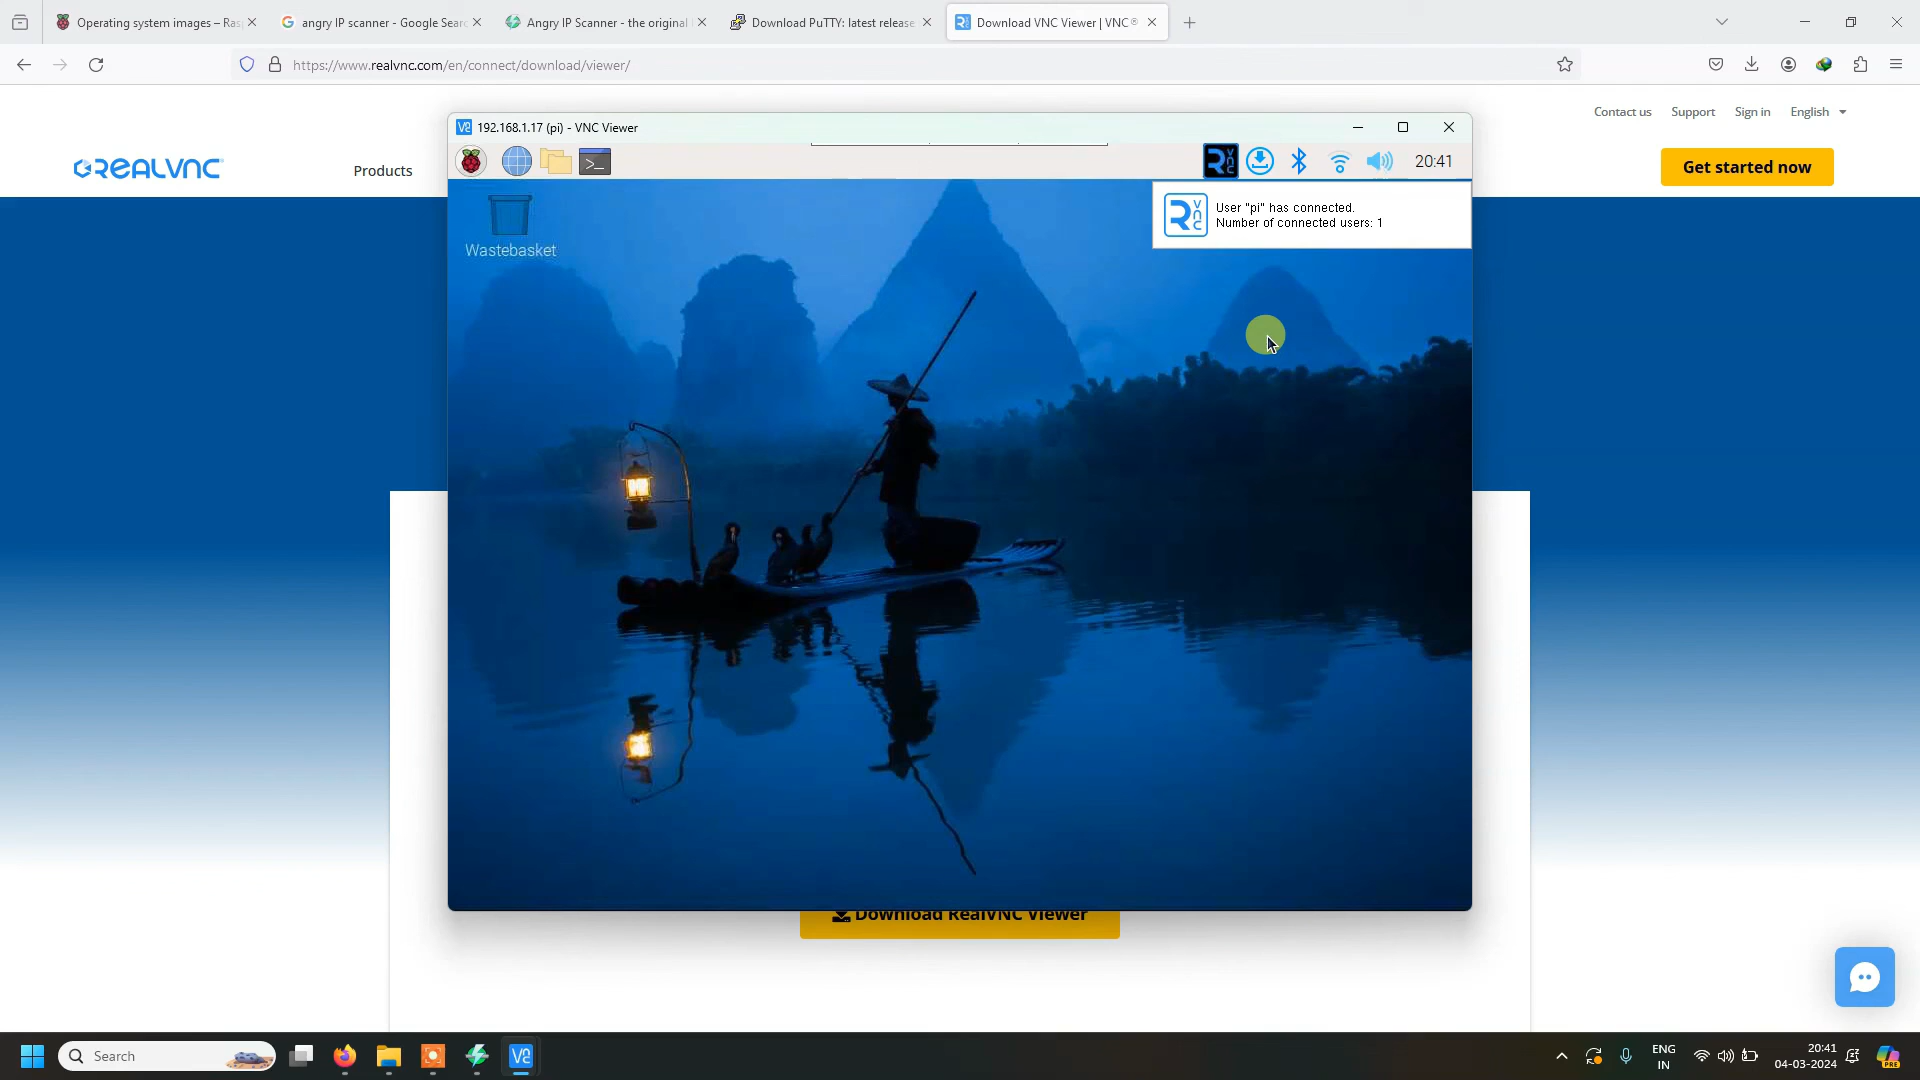 Operating system images – Ras
angry IP scanner - Google Sear
Angry IP Scanner - the original
Download PuTTY: latest release
Download VNC Viewer | VNC®
https://www.realvnc.com/en/connect/download/viewer/
Contact us
Support
Sign in
English
REALVNC
Products
Get started now
192.168.1.17 (pi) - VNC Viewer
20:41
User "pi" has connected.
Number of connected users: 1
Wastebasket
Download RealVNC Viewer
Search
ENG
IN
20:41
04-03-2024